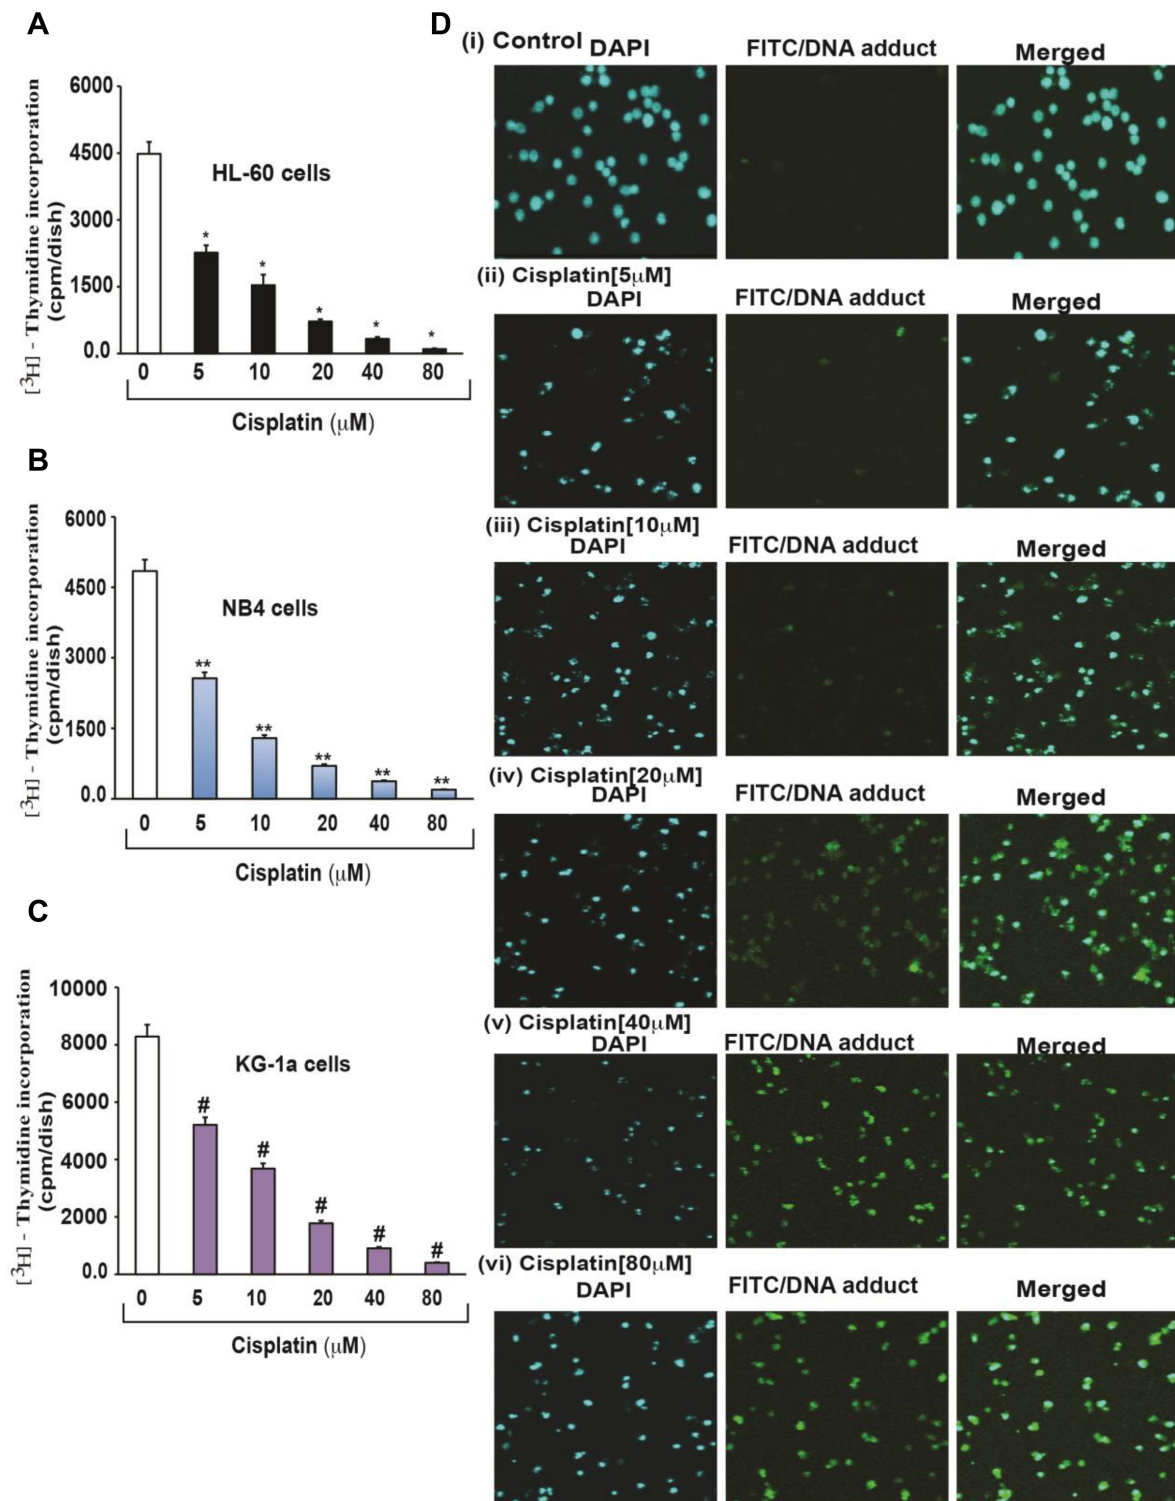 A
[3H] - Thymidine incorporation
(cpm/dish)
6000
4500
3000
1500
0.0
HL-60 cells
*
*
*
*
*
0 5 10 20 40 80
Cisplatin (μM)
B
[3H] - Thymidine incorporation
(cpm/dish)
6000
4500
3000
1500
0.0
NB4 cells
**
**
**
**
**
0 5 10 20 40 80
Cisplatin (μM)
C
[3H] - Thymidine incorporation
(cpm/dish)
10000
8000
6000
4000
2000
0.0
KG-1a cells
#
#
#
#
#
0 5 10 20 40 80
Cisplatin (μM)
D
(i) Control
DAPI FITC/DNA adduct Merged
(ii) Cisplatin[5μM]
DAPI FITC/DNA adduct Merged
(iii) Cisplatin[10μM]
DAPI FITC/DNA adduct Merged
(iv) Cisplatin[20μM]
DAPI FITC/DNA adduct Merged
(v) Cisplatin[40μM]
DAPI FITC/DNA adduct Merged
(vi) Cisplatin[80μM]
DAPI FITC/DNA adduct Merged